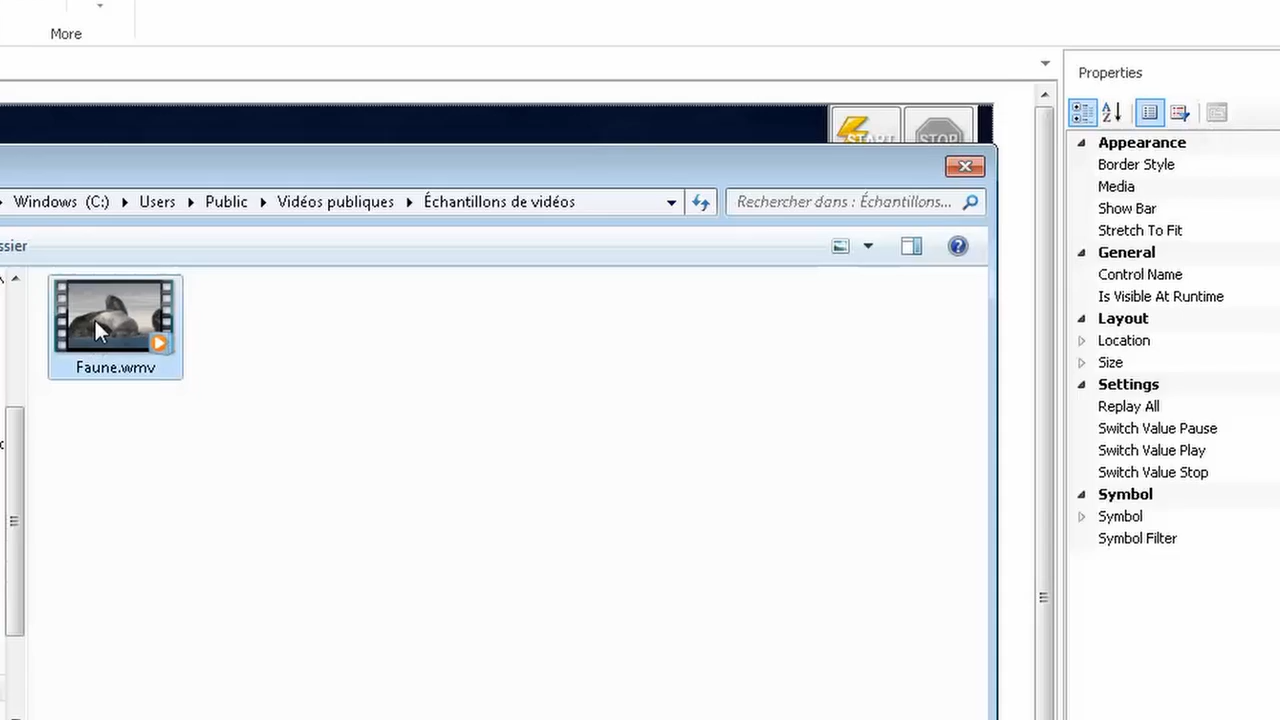 More
Properties
START
STOP
Windows (C:) Users Public Vidéos publiques Échantillons de vidéos
Rechercher dans : Échantillons...
ssier
Faune.wmv
Appearance
Border Style
Media
Show Bar
Stretch To Fit
General
Control Name
Is Visible At Runtime
Layout
Location
Size
Settings
Replay All
Switch Value Pause
Switch Value Play
Switch Value Stop
Symbol
Symbol
Symbol Filter